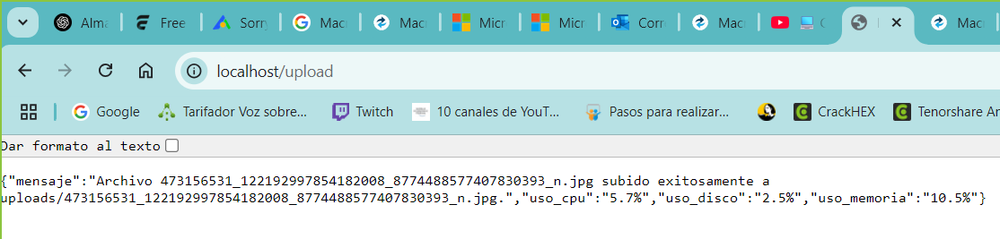 Alma
Free
Sorry
Mac
Mac
Micr
Micr
Corr
Mac
Mac
localhost/upload
Google
Tarifador Voz sobre...
Twitch
10 canales de YouT...
Pasos para realizar...
CrackHEX
Tenorshare An
Dar formato al texto
{"mensaje":"Archivo 473156531_122192997854182008_8774488577407830393_n.jpg subido exitosamente a
uploads/473156531_122192997854182008_8774488577407830393_n.jpg.","uso_cpu":"5.7%","uso_disco":"2.5%","uso_memoria":"10.5%"}